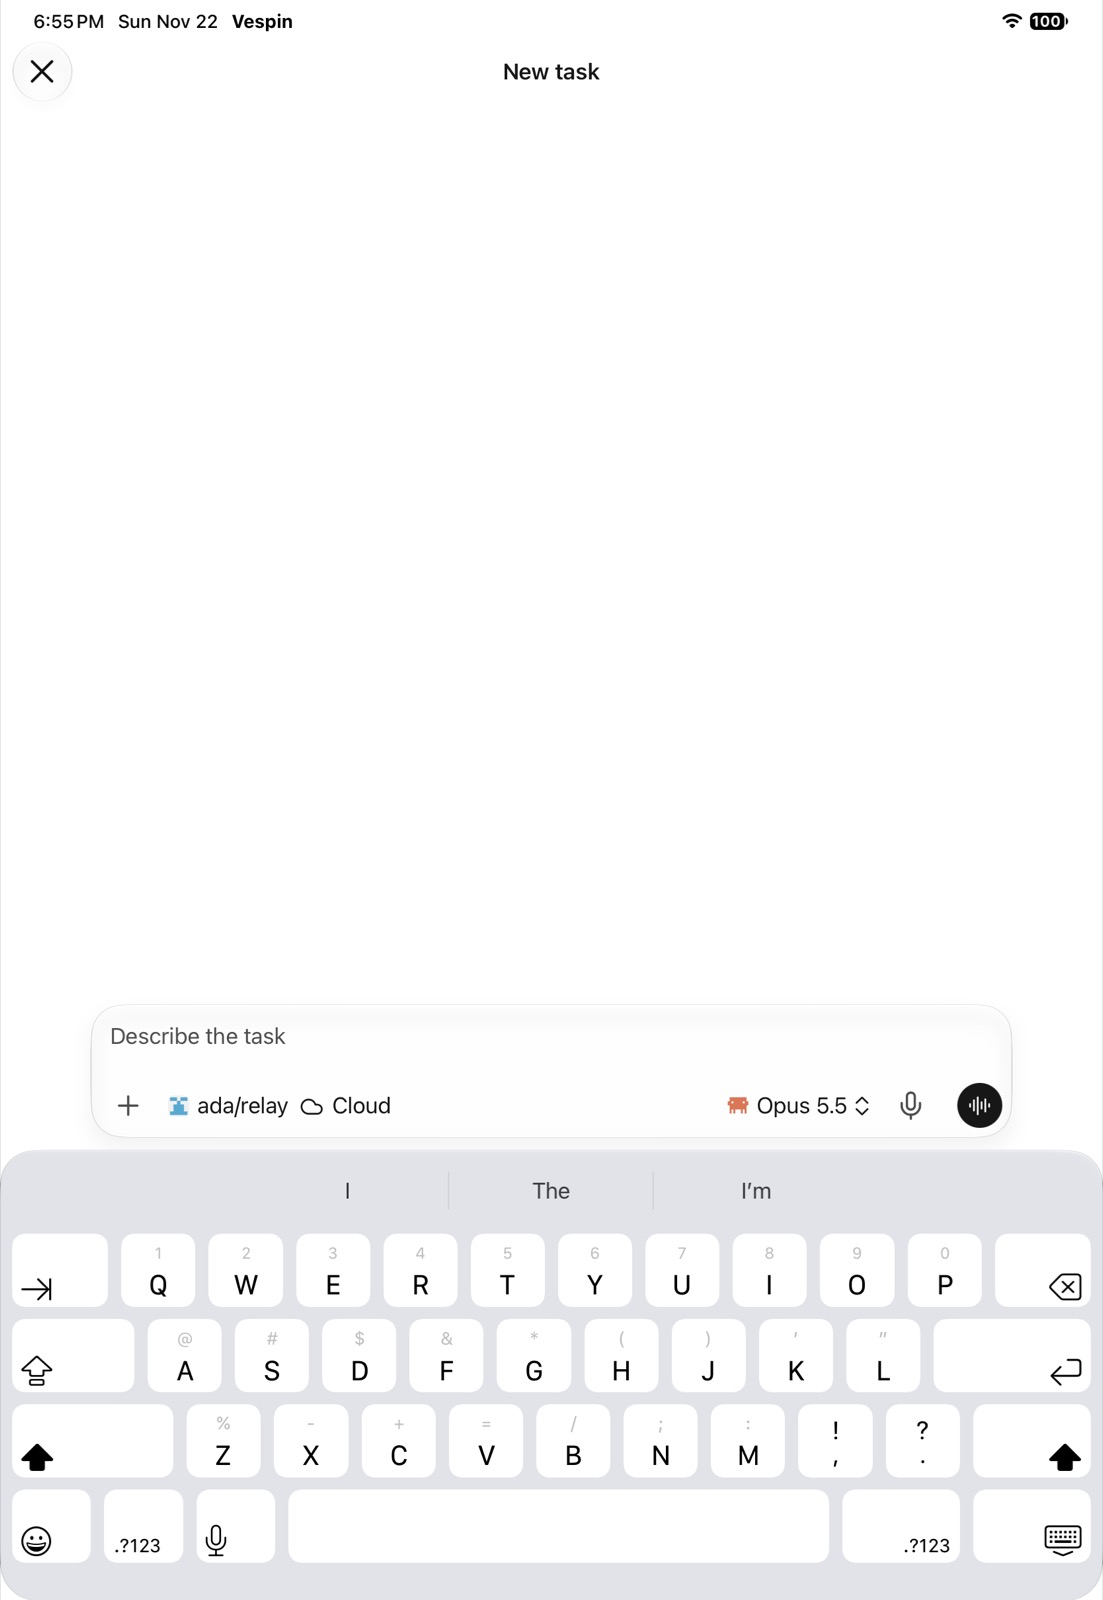 6:55 PM Sun Nov 22 Vespin 100
New task
Describe the task
ada/relay Cloud Opus 5.5
I The I'm
1 2 3 4 5 6 7 8 9 0
Q W E R T Y U I O P
@ # $ & * ( ) ' "
A S D F G H J K L
% - + = / ; : ! ?
Z X C V B N M , .
.?123 .?123